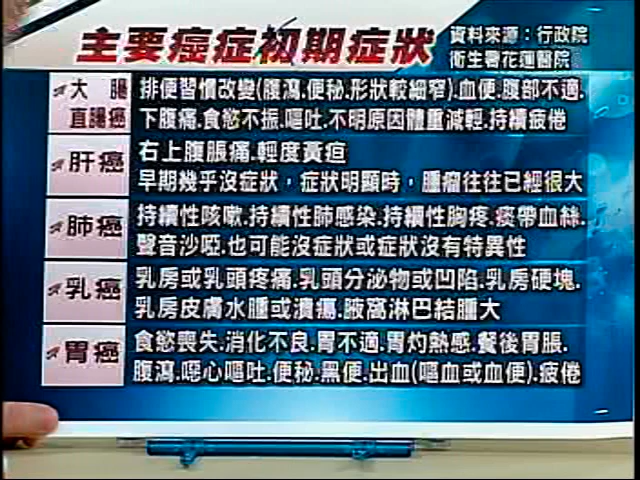 主要癌症初期症狀
資料來源：行政院
衛生署花蓮醫院
大腸
直腸癌
排便習慣改變(腹瀉.便秘.形狀較細窄).血便.腹部不適.
下腹痛.食慾不振.嘔吐.不明原因體重減輕.持續疲倦
肝癌
右上腹脹痛.輕度黃疸
早期幾乎沒症狀，症狀明顯時，腫瘤往往已經很大
肺癌
持續性咳嗽.持續性肺感染.持續性胸疼.痰帶血絲.
聲音沙啞.也可能沒症狀或症狀沒有特異性
乳癌
乳房或乳頭疼痛.乳頭分泌物或凹陷.乳房硬塊.
乳房皮膚水腫或潰瘍.腋窩淋巴結腫大
胃癌
食慾喪失.消化不良.胃不適.胃灼熱感.餐後胃脹.
腹瀉.噁心嘔吐.便秘.黑便.出血(嘔血或血便).疲倦